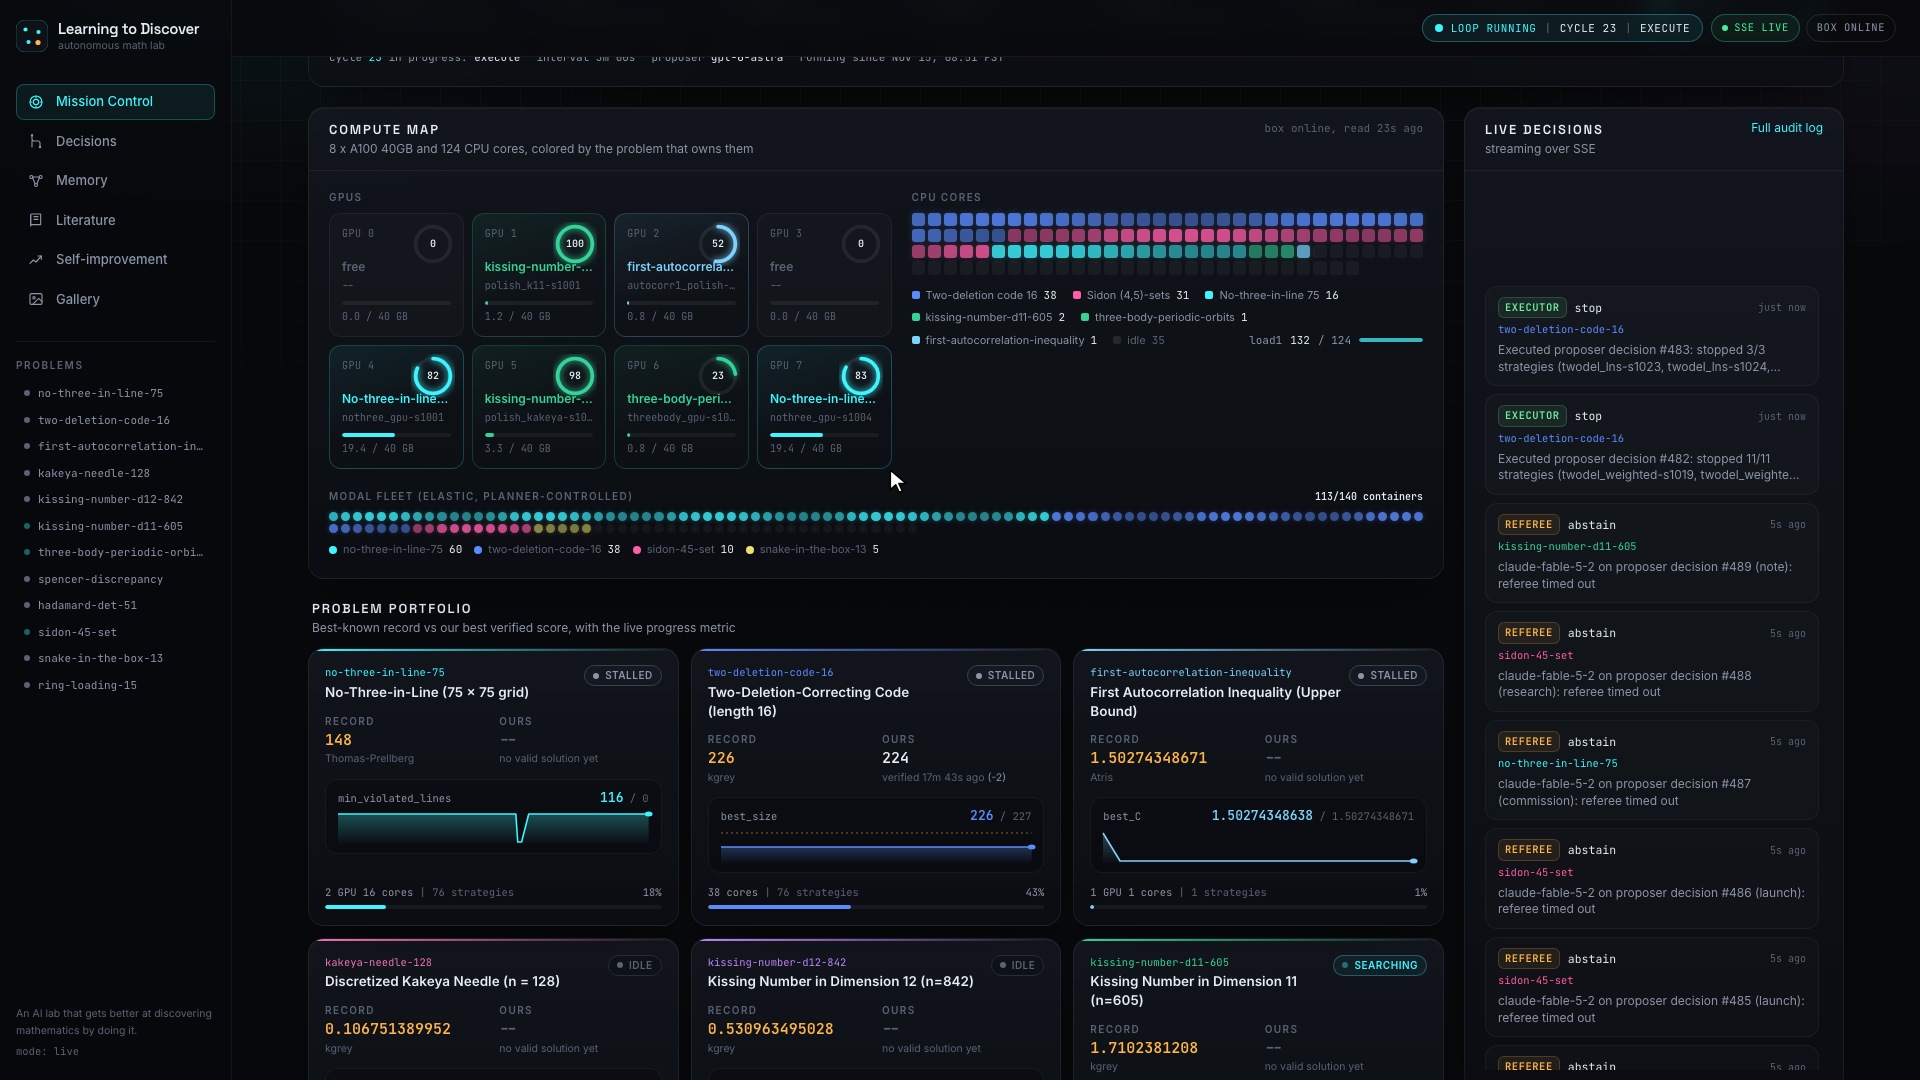 Learning to Discover
autonomous math lab
LOOP RUNNING | CYCLE 23 | EXECUTE
SSE LIVE
BOX ONLINE
Mission Control
Decisions
Memory
Literature
Self-improvement
Gallery
PROBLEMS
no-three-in-line-75
two-deletion-code-16
first-autocorrelation-in…
kakeya-needle-128
kissing-number-d12-842
kissing-number-d11-605
three-body-periodic-orbi…
spencer-discrepancy
hadamard-det-51
sidon-45-set
snake-in-the-box-13
ring-loading-15
An AI lab that gets better at discovering
mathematics by doing it.
mode: live
cycle 23 in progress: execute interval 3m 00s proposer gpt-6-astra running since Nov 15, 08:51 PST
COMPUTE MAP
box online, read 23s ago
8 x A100 40GB and 124 CPU cores, colored by the problem that owns them
GPUS
GPU 0
0
free
--
0.0 / 40 GB
GPU 1
100
kissing-number-…
polish_k11-s1001
1.2 / 40 GB
GPU 2
52
first-autocorrela…
autocorr1_polish-…
0.8 / 40 GB
GPU 3
0
free
--
0.0 / 40 GB
GPU 4
82
No-three-in-line…
nothree_gpu-s1001
19.4 / 40 GB
GPU 5
98
kissing-number-…
polish_kakeya-s10…
3.3 / 40 GB
GPU 6
23
three-body-peri…
threebody_gpu-s10…
0.8 / 40 GB
GPU 7
83
No-three-in-line…
nothree_gpu-s1004
19.4 / 40 GB
CPU CORES
Two-deletion code 16 38
Sidon (4,5)-sets 31
No-three-in-line 75 16
kissing-number-d11-605 2
three-body-periodic-orbits 1
first-autocorrelation-inequality 1
idle 35
load1 132 / 124
MODAL FLEET (ELASTIC, PLANNER-CONTROLLED)
113/140 containers
no-three-in-line-75 60
two-deletion-code-16 38
sidon-45-set 10
snake-in-the-box-13 5
PROBLEM PORTFOLIO
Best-known record vs our best verified score, with the live progress metric
no-three-in-line-75
STALLED
No-Three-in-Line (75 × 75 grid)
RECORD
OURS
148
--
Thomas-Prellberg
no valid solution yet
min_violated_lines
116 / 0
2 GPU 16 cores | 76 strategies
18%
two-deletion-code-16
STALLED
Two-Deletion-Correcting Code
(length 16)
RECORD
OURS
226
224
kgrey
verified 17m 43s ago (-2)
best_size
226 / 227
38 cores | 76 strategies
43%
first-autocorrelation-inequality
STALLED
First Autocorrelation Inequality (Upper
Bound)
RECORD
OURS
1.50274348671
--
Atris
no valid solution yet
best_C
1.50274348638 / 1.50274348671
1 GPU 1 cores | 1 strategies
1%
kakeya-needle-128
IDLE
Discretized Kakeya Needle (n = 128)
RECORD
OURS
0.106751389952
--
kgrey
no valid solution yet
kissing-number-d12-842
IDLE
Kissing Number in Dimension 12 (n=842)
RECORD
OURS
0.530963495028
--
kgrey
no valid solution yet
kissing-number-d11-605
SEARCHING
Kissing Number in Dimension 11
(n=605)
RECORD
OURS
1.7102381208
--
kgrey
no valid solution yet
LIVE DECISIONS
Full audit log
streaming over SSE
EXECUTOR stop
just now
two-deletion-code-16
Executed proposer decision #483: stopped 3/3
strategies (twodel_lns-s1023, twodel_lns-s1024,…
EXECUTOR stop
just now
two-deletion-code-16
Executed proposer decision #482: stopped 11/11
strategies (twodel_weighted-s1019, twodel_weighte…
REFEREE abstain
5s ago
kissing-number-d11-605
claude-fable-5-2 on proposer decision #489 (note):
referee timed out
REFEREE abstain
5s ago
sidon-45-set
claude-fable-5-2 on proposer decision #488
(research): referee timed out
REFEREE abstain
5s ago
no-three-in-line-75
claude-fable-5-2 on proposer decision #487
(commission): referee timed out
REFEREE abstain
5s ago
sidon-45-set
claude-fable-5-2 on proposer decision #486 (launch):
referee timed out
REFEREE abstain
5s ago
sidon-45-set
claude-fable-5-2 on proposer decision #485 (launch):
referee timed out
REFEREE abstain
5s ago